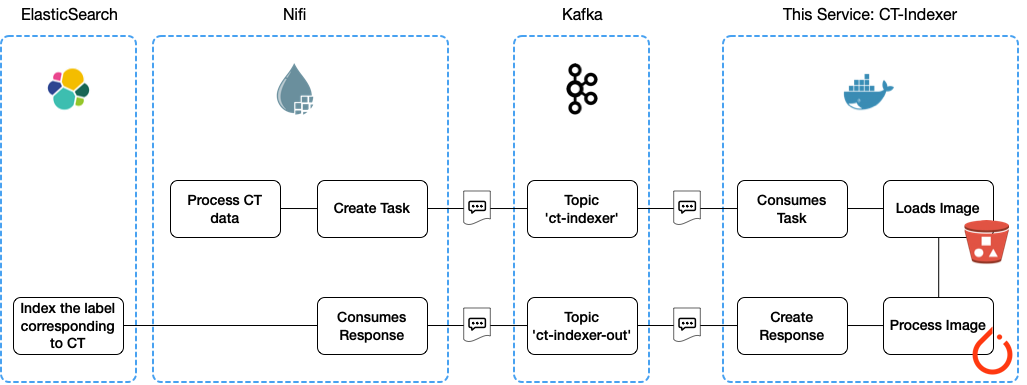 ElasticSearch
Nifi
Kafka
This Service: CT-Indexer
Process CT
data
Create Task
Topic
'ct-indexer'
Consumes
Task
Loads Image
Index the label
corresponding
to CT
Consumes
Response
Topic
'ct-indexer-out'
Create
Response
Process Image